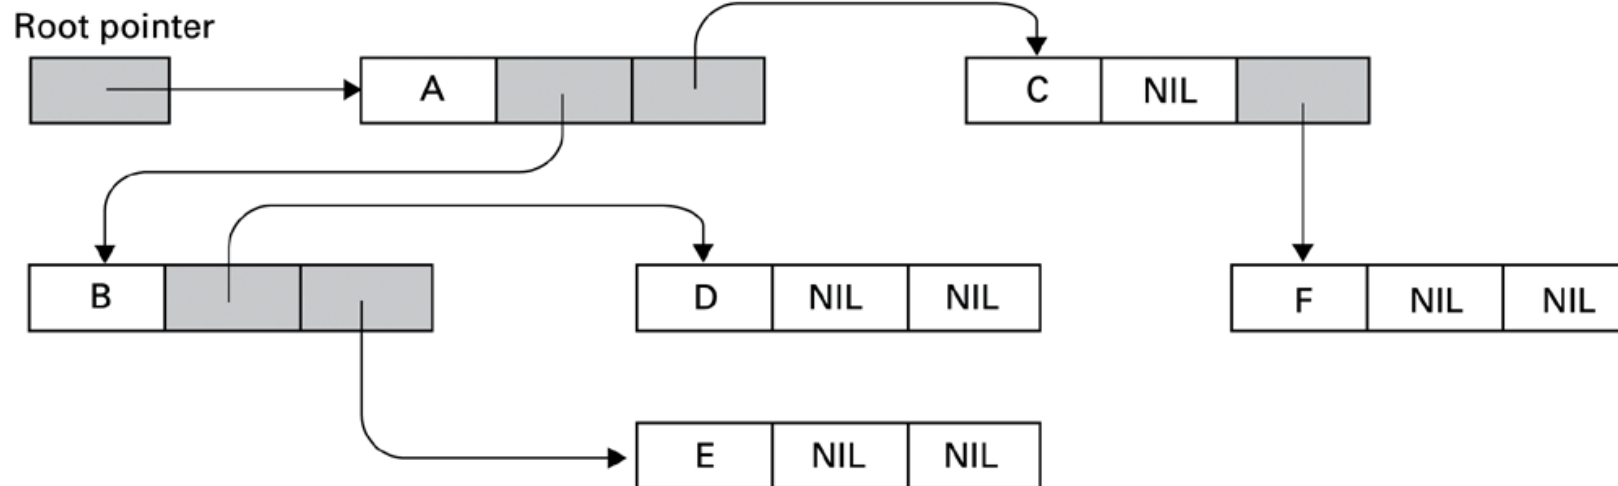 Root pointer
A C NIL
B D NIL NIL F NIL NIL
E NIL NIL